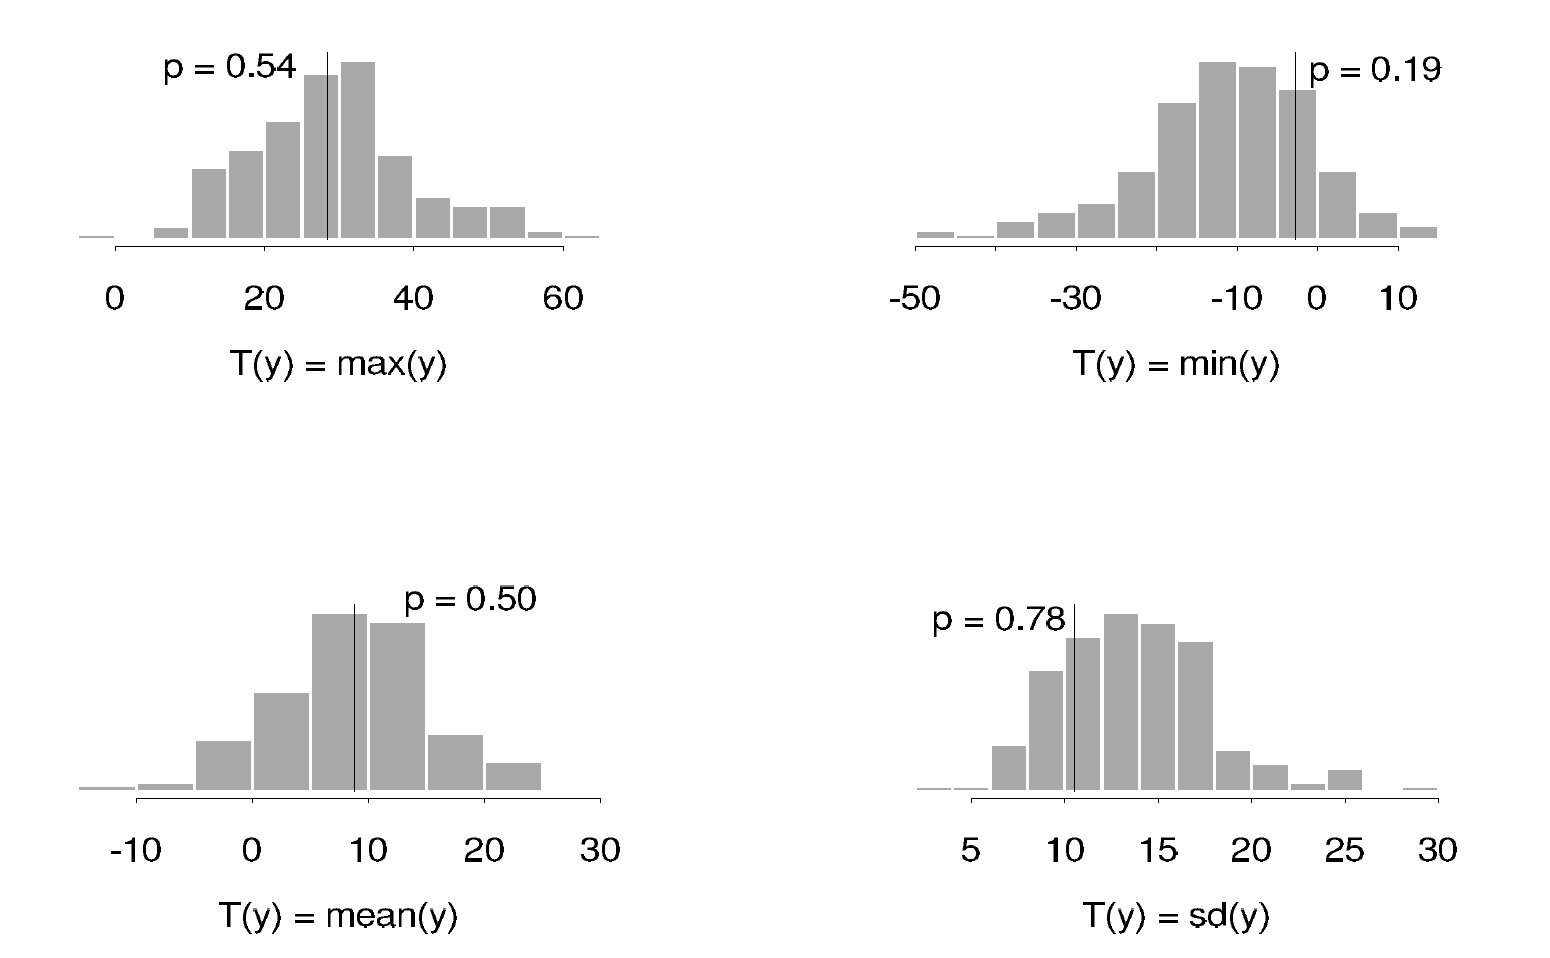 p = 0.54
0 20 40 60
T(y) = max(y)
p = 0.19
-50 -30 -10 0 10
T(y) = min(y)
p = 0.50
-10 0 10 20 30
T(y) = mean(y)
p = 0.78
5 10 15 20 25 30
T(y) = sd(y)